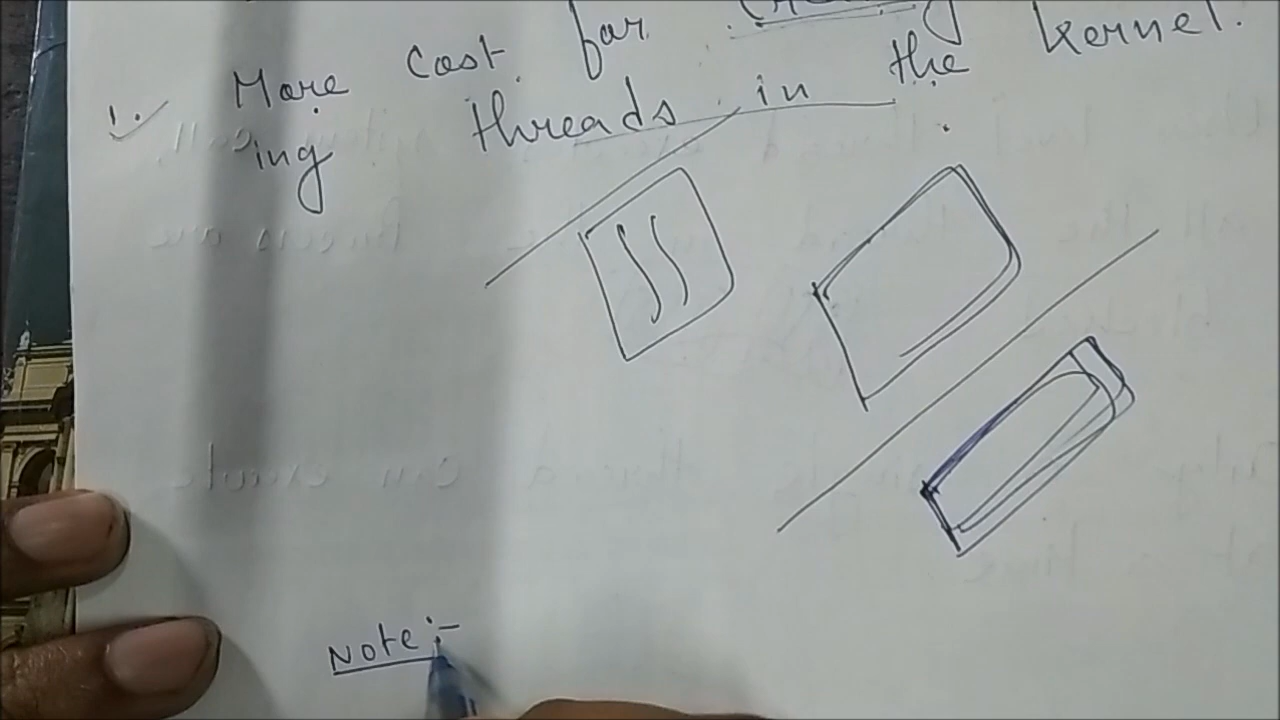 1. More cost for the kernel.
ing threads in
Note :-